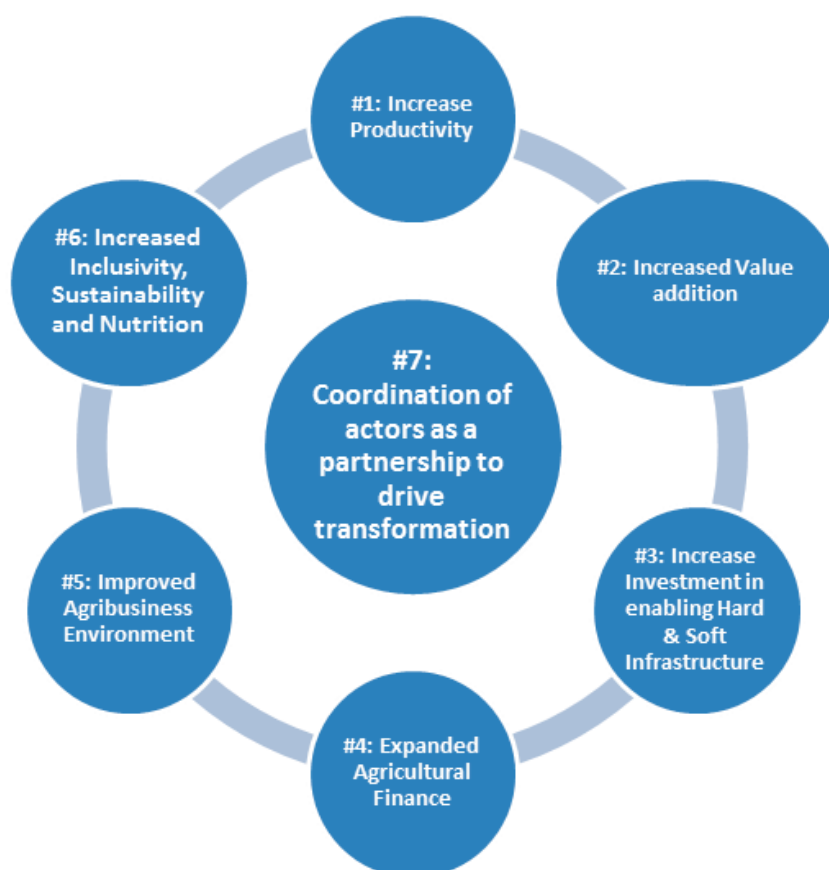 #1: Increase
Productivity
#2: Increased Value
addition
#3: Increase
Investment in
enabling Hard
& Soft
Infrastructure
#4: Expanded
Agricultural
Finance
#5: Improved
Agribusiness
Environment
#6: Increased
Inclusivity,
Sustainability
and Nutrition
#7:
Coordination of
actors as a
partnership to
drive
transformation